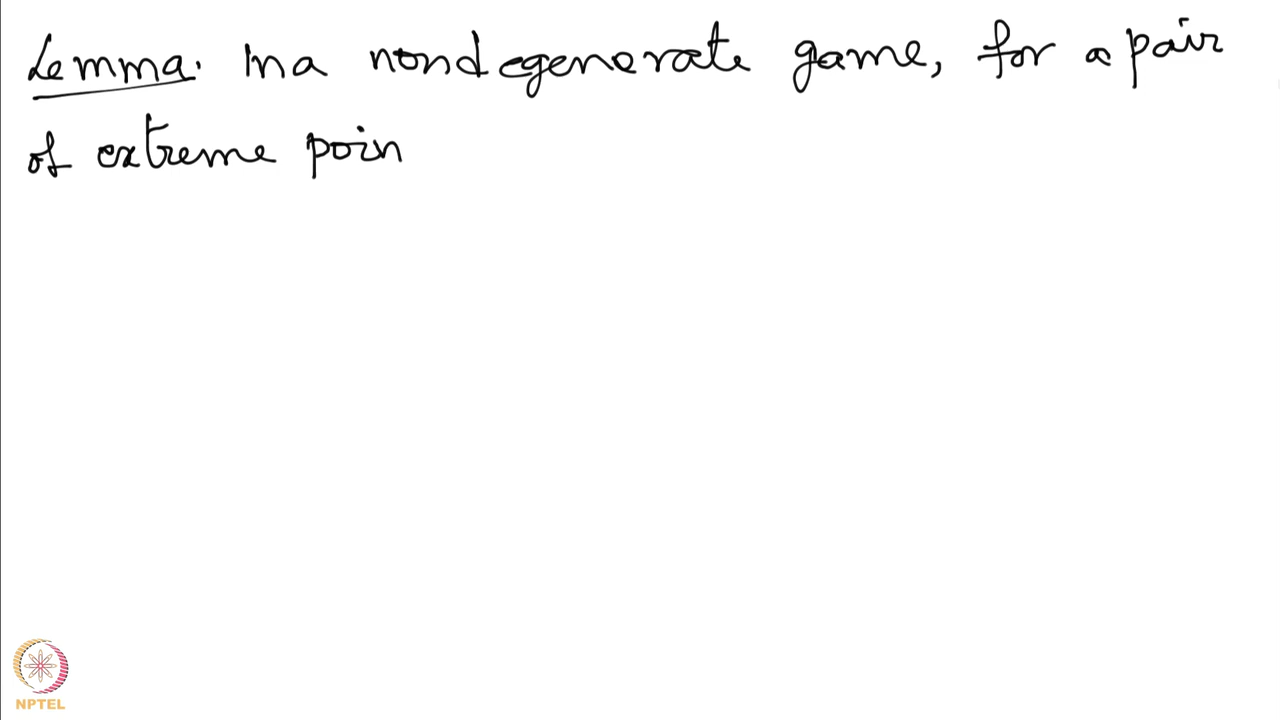 Lemma. In a nondegenerate game, for a pair
of extreme poin
NPTEL